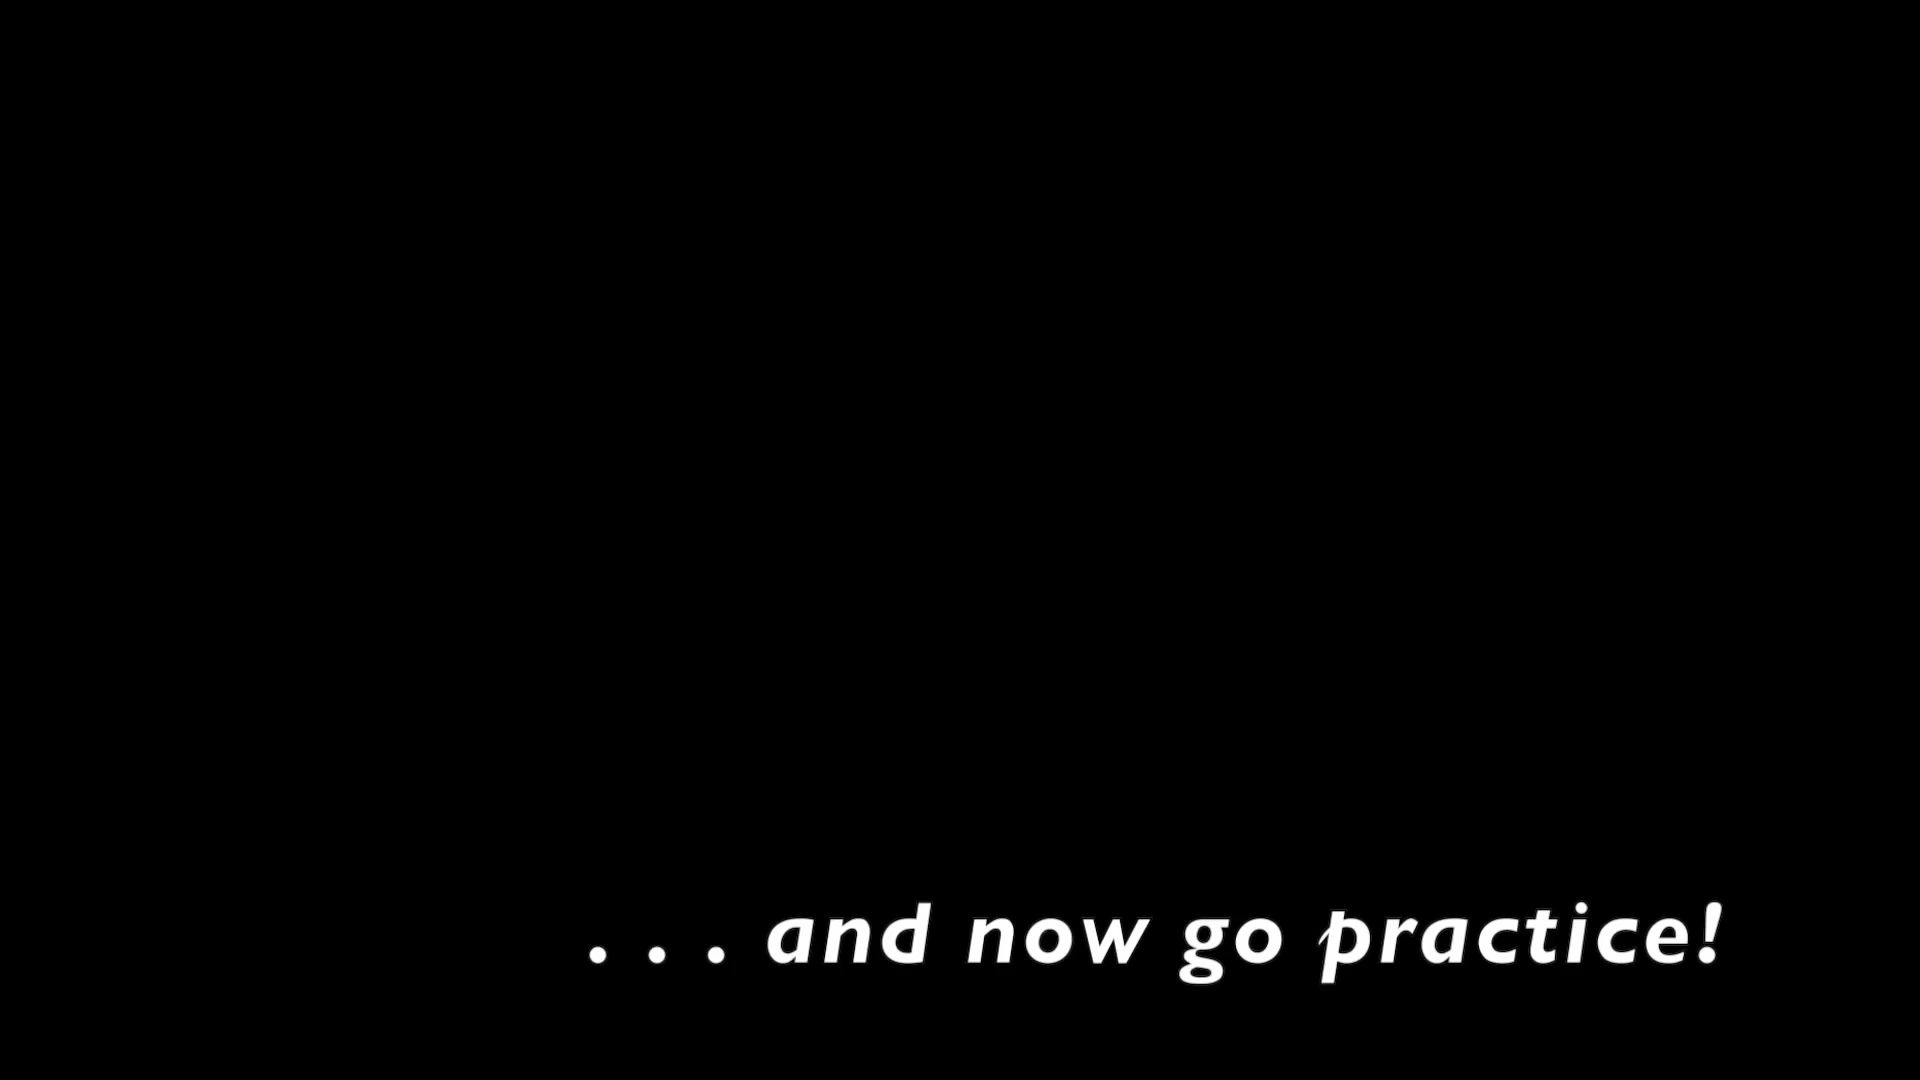 . . . and now go practice!